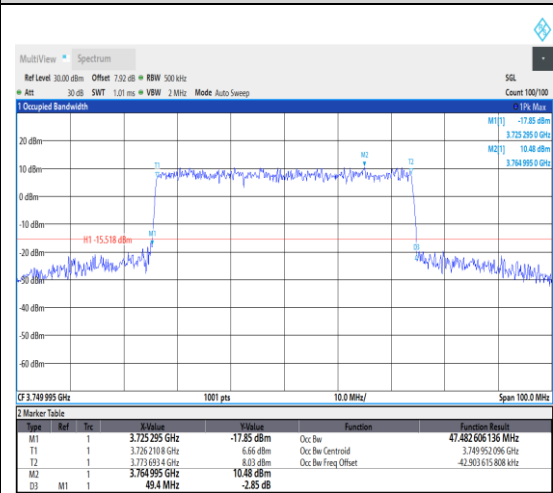 MultiView Spectrum
Ref Level 30.00 dBm Offset 7.92 dB RBW 500 kHz SGL
Att 30 dB SWT 1.01 ms VBW 2 MHz Mode Auto Sweep Count 100/100
1 Occupied Bandwidth 1Pk Max
M1[1] -17.85 dBm
3.725 295 0 GHz
M2[1] 10.48 dBm
3.764 995 0 GHz
20 dBm
M2
T1 T2
10 dBm
0 dBm
-10 dBm
M1
H1 -15.518 dBm
D3
-20 dBm
-30 dBm
-40 dBm
-50 dBm
-60 dBm
CF 3.749 995 GHz 1001 pts 10.0 MHz/ Span 100.0 MHz
2 Marker Table
Type Ref Trc X-Value Y-Value Function Function Result
M1 1 3.725 295 GHz -17.85 dBm Occ Bw 47.482 606 136 MHz
T1 1 3.726 210 8 GHz 6.66 dBm Occ Bw Centroid 3.749 952 096 GHz
T2 1 3.773 693 4 GHz 8.03 dBm Occ Bw Freq Offset -42.903 615 808 kHz
M2 1 3.764 995 GHz 10.48 dBm
D3 M1 1 49.4 MHz -2.85 dB